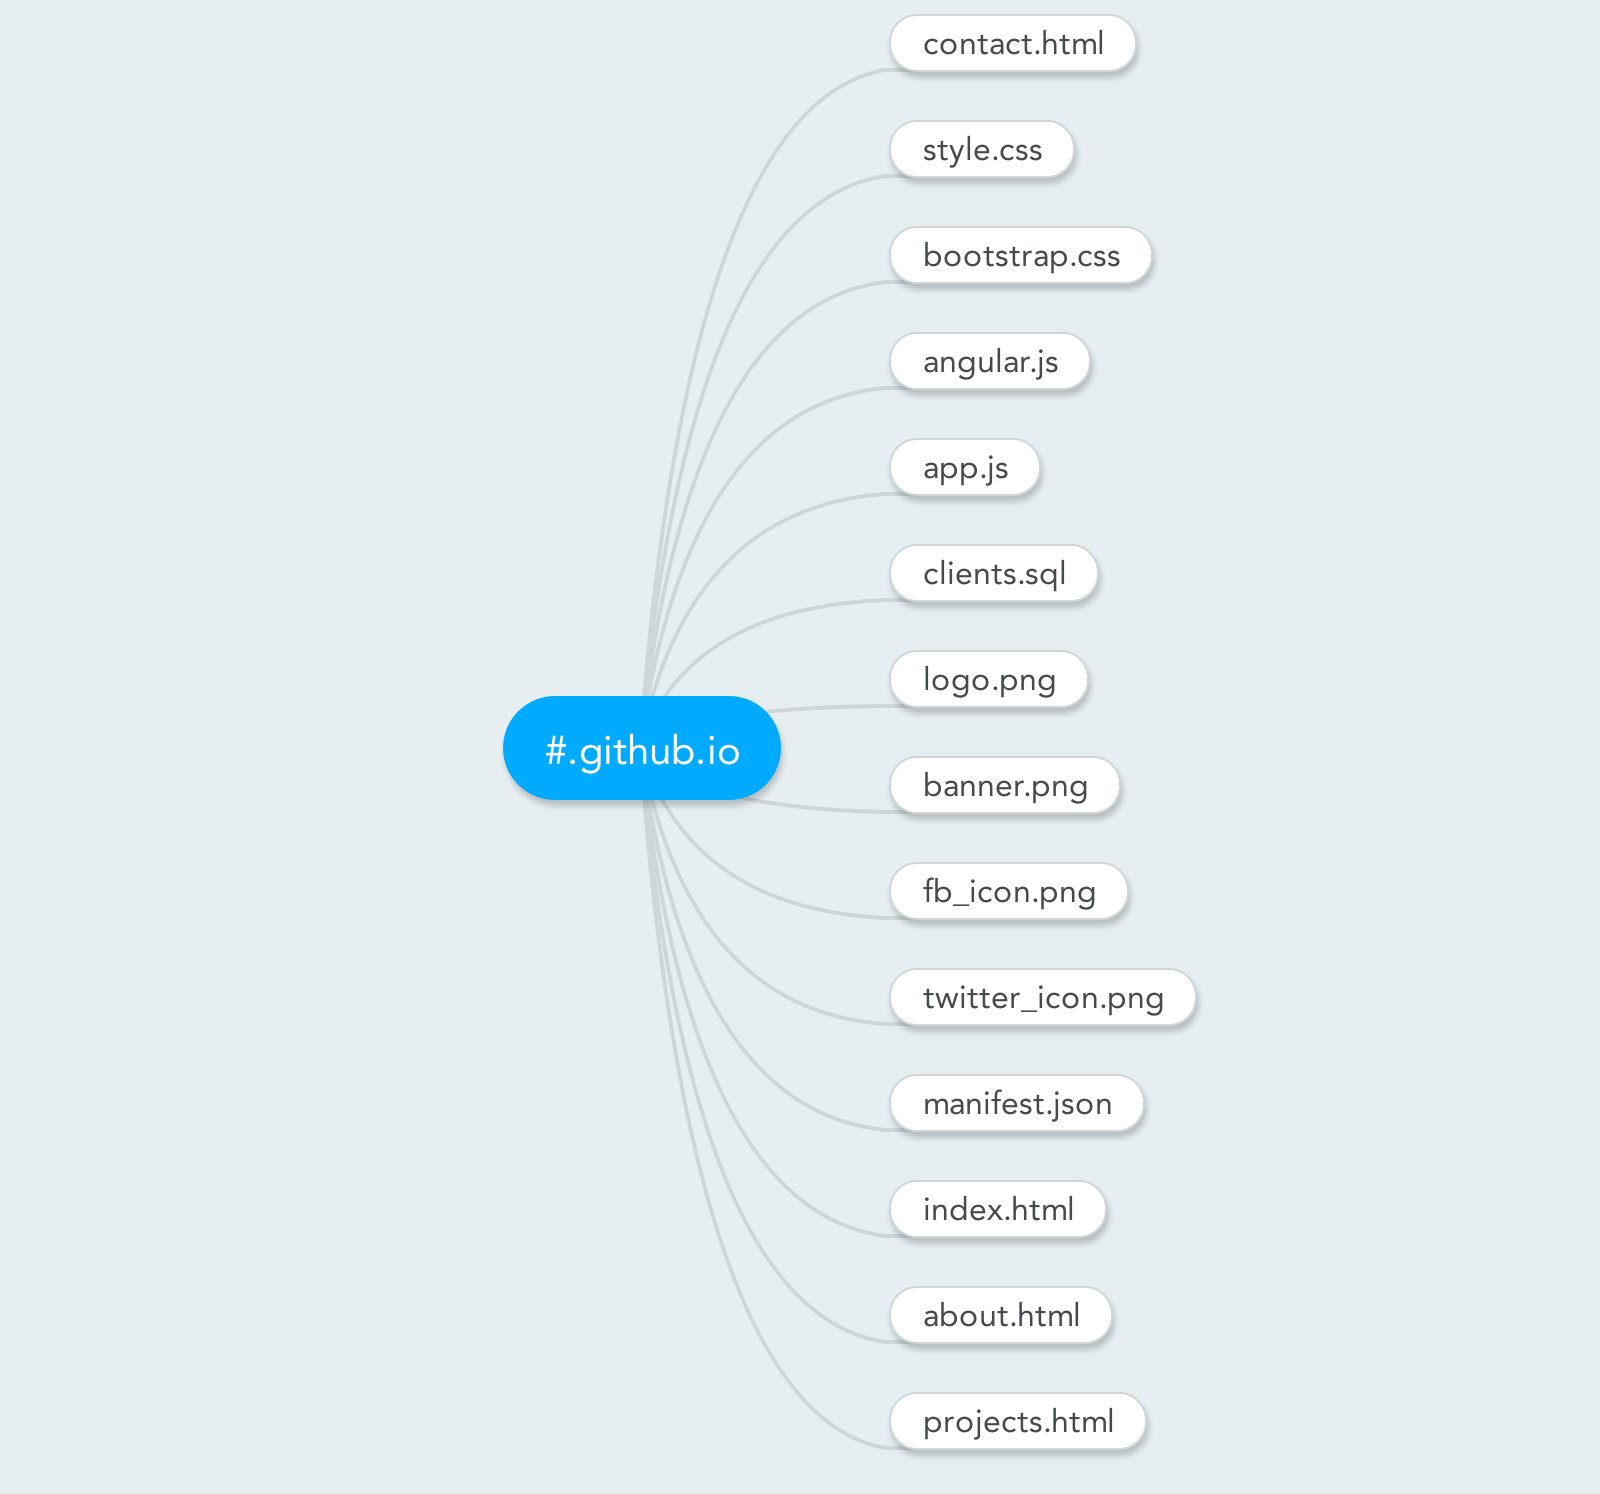 contact.html
style.css
bootstrap.css
angular.js
app.js
clients.sql
logo.png
#.github.io
banner.png
fb_icon.png
twitter_icon.png
manifest.json
index.html
about.html
projects.html